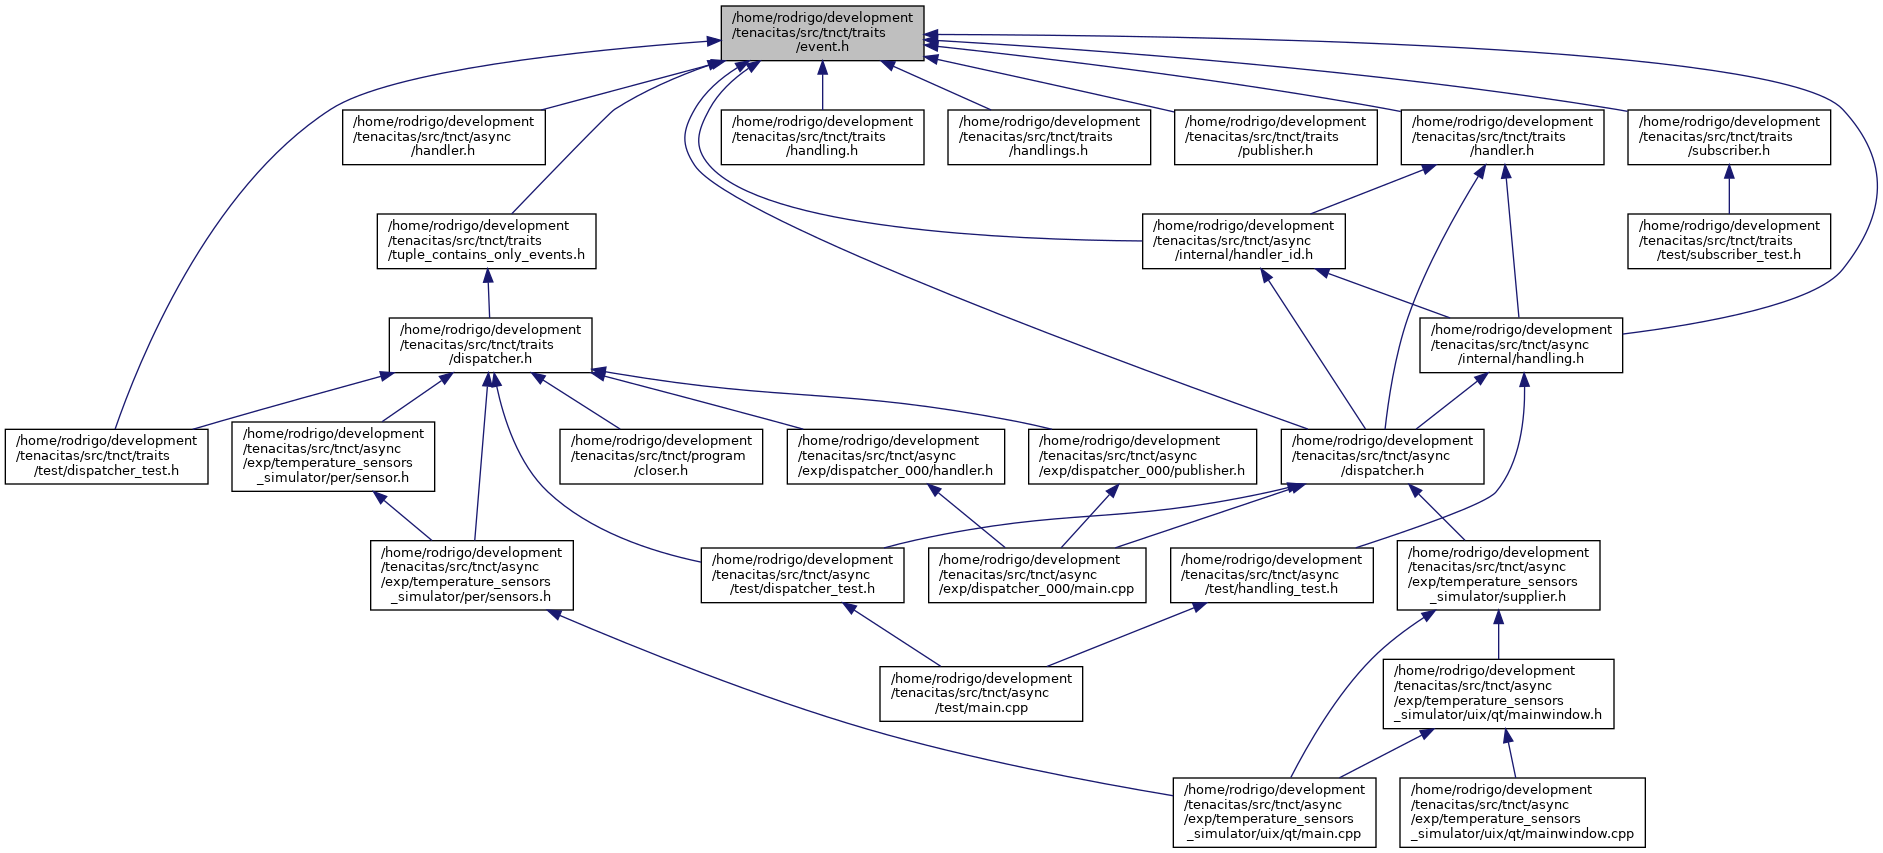 /home/rodrigo/development
/tenacitas/src/tnct/traits
/event.h
/home/rodrigo/development
/tenacitas/src/tnct/async
/handler.h
/home/rodrigo/development
/tenacitas/src/tnct/traits
/handling.h
/home/rodrigo/development
/tenacitas/src/tnct/traits
/handlings.h
/home/rodrigo/development
/tenacitas/src/tnct/traits
/publisher.h
/home/rodrigo/development
/tenacitas/src/tnct/traits
/handler.h
/home/rodrigo/development
/tenacitas/src/tnct/traits
/subscriber.h
/home/rodrigo/development
/tenacitas/src/tnct/traits
/tuple_contains_only_events.h
/home/rodrigo/development
/tenacitas/src/tnct/async
/internal/handler_id.h
/home/rodrigo/development
/tenacitas/src/tnct/traits
/test/subscriber_test.h
/home/rodrigo/development
/tenacitas/src/tnct/traits
/dispatcher.h
/home/rodrigo/development
/tenacitas/src/tnct/async
/internal/handling.h
/home/rodrigo/development
/tenacitas/src/tnct/traits
/test/dispatcher_test.h
/home/rodrigo/development
/tenacitas/src/tnct/async
/exp/temperature_sensors
_simulator/per/sensor.h
/home/rodrigo/development
/tenacitas/src/tnct/program
/closer.h
/home/rodrigo/development
/tenacitas/src/tnct/async
/exp/dispatcher_000/handler.h
/home/rodrigo/development
/tenacitas/src/tnct/async
/exp/dispatcher_000/publisher.h
/home/rodrigo/development
/tenacitas/src/tnct/async
/dispatcher.h
/home/rodrigo/development
/tenacitas/src/tnct/async
/exp/temperature_sensors
_simulator/per/sensors.h
/home/rodrigo/development
/tenacitas/src/tnct/async
/test/dispatcher_test.h
/home/rodrigo/development
/tenacitas/src/tnct/async
/exp/dispatcher_000/main.cpp
/home/rodrigo/development
/tenacitas/src/tnct/async
/test/handling_test.h
/home/rodrigo/development
/tenacitas/src/tnct/async
/exp/temperature_sensors
_simulator/supplier.h
/home/rodrigo/development
/tenacitas/src/tnct/async
/test/main.cpp
/home/rodrigo/development
/tenacitas/src/tnct/async
/exp/temperature_sensors
_simulator/uix/qt/mainwindow.h
/home/rodrigo/development
/tenacitas/src/tnct/async
/exp/temperature_sensors
_simulator/uix/qt/main.cpp
/home/rodrigo/development
/tenacitas/src/tnct/async
/exp/temperature_sensors
_simulator/uix/qt/mainwindow.cpp